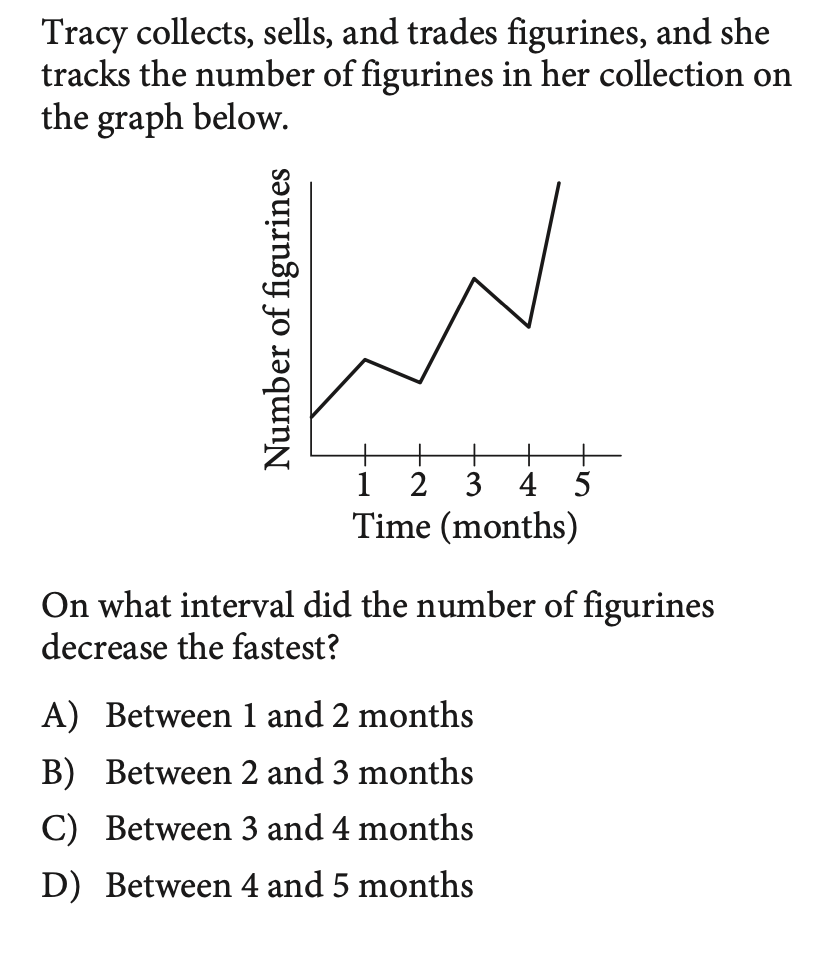 Tracy collects, sells, and trades figurines, and she
tracks the number of figurines in her collection on
the graph below.
Number of figurines
1 2 3 4 5
Time (months)
On what interval did the number of figurines
decrease the fastest?
A) Between 1 and 2 months
B) Between 2 and 3 months
C) Between 3 and 4 months
D) Between 4 and 5 months